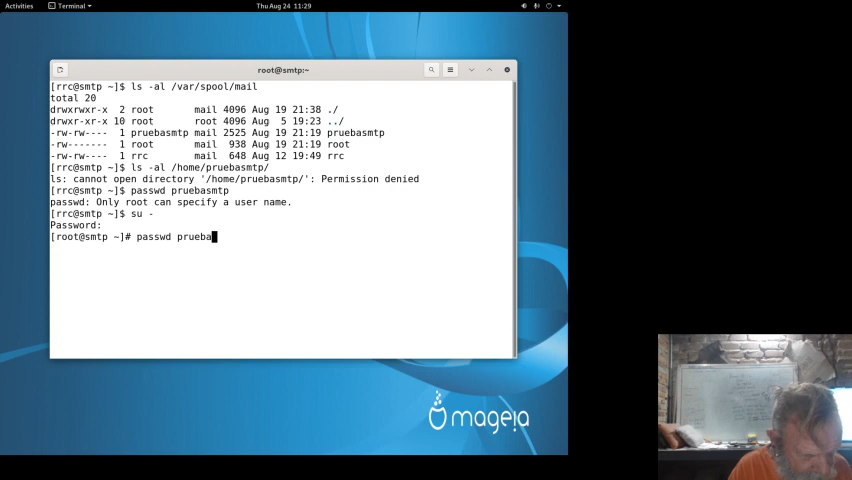 Activities Terminal Thu Aug 24 11:29
root@smtp:~
[rrc@smtp ~]$ ls -al /var/spool/mail
total 20
drwxrwxr-x  2 root       mail 4096 Aug 19 21:38 ./
drwxr-xr-x 10 root       root 4096 Aug  5 19:23 ../
-rw-rw----  1 pruebasmtp mail 2525 Aug 19 21:19 pruebasmtp
-rw-------  1 root       mail  938 Aug 19 21:19 root
-rw-rw----  1 rrc        mail  648 Aug 12 19:49 rrc
[rrc@smtp ~]$ ls -al /home/pruebasmtp/
ls: cannot open directory '/home/pruebasmtp/': Permission denied
[rrc@smtp ~]$ passwd pruebasmtp
passwd: Only root can specify a user name.
[rrc@smtp ~]$ su -
Password:
[root@smtp ~]# passwd prueba
mageia